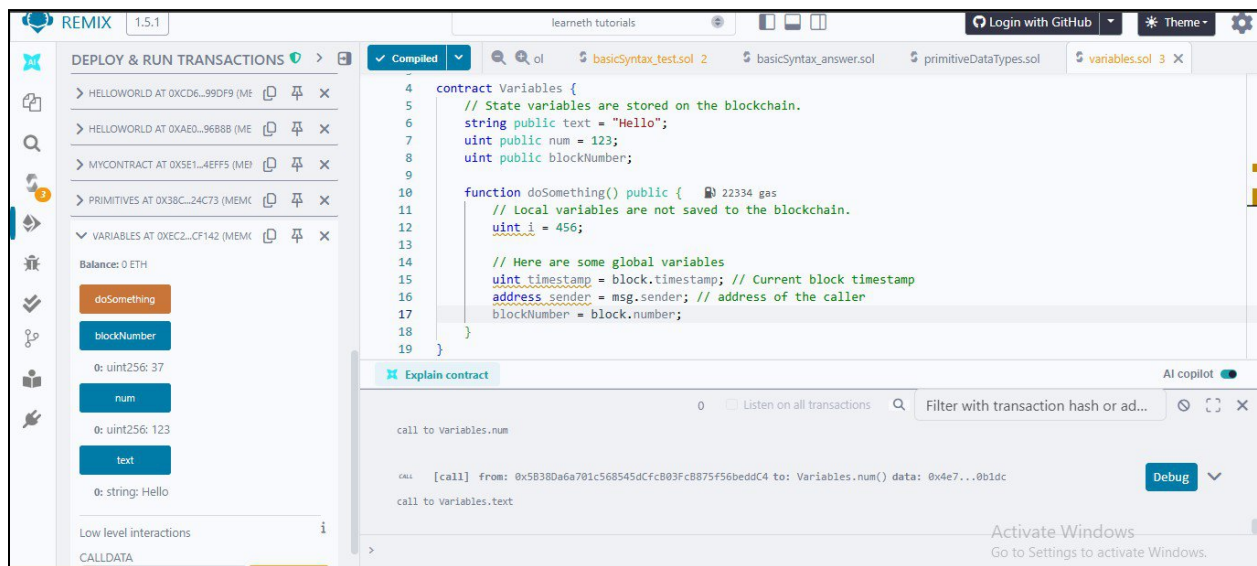 REMIX 1.5.1
learneth tutorials
Login with GitHub
Theme
AI
3
DEPLOY & RUN TRANSACTIONS
HELLOWORLD AT 0XCD6...99DF9 (ME
HELLOWORLD AT 0XAE0...96B8B (ME
MYCONTRACT AT 0X5E1...4EFF5 (MEM
PRIMITIVES AT 0X38C...24C73 (MEMO
VARIABLES AT 0XEC2...CF142 (MEMO
Balance: 0 ETH
doSomething
blockNumber
0: uint256: 37
num
0: uint256: 123
text
0: string: Hello
Low level interactions
i
CALLDATA
Compiled
ol
basicSyntax_test.sol 2
basicSyntax_answer.sol
primitiveDataTypes.sol
variables.sol 3
4 contract Variables {
5 // State variables are stored on the blockchain.
6 string public text = "Hello";
7 uint public num = 123;
8 uint public blockNumber;
9
10 function doSomething() public { 22334 gas
11 // Local variables are not saved to the blockchain.
12 uint i = 456;
13
14 // Here are some global variables
15 uint timestamp = block.timestamp; // Current block timestamp
16 address sender = msg.sender; // address of the caller
17 blockNumber = block.number;
18 }
19 }
Explain contract
AI copilot
0 Listen on all transactions
Filter with transaction hash or ad...
call to Variables.num
CALL [call] from: 0x5B38Da6a701c568545dCfcB03FcB875f56beddC4 to: Variables.num() data: 0x4e7...0b1dc
Debug
call to Variables.text
>
Activate Windows
Go to Settings to activate Windows.